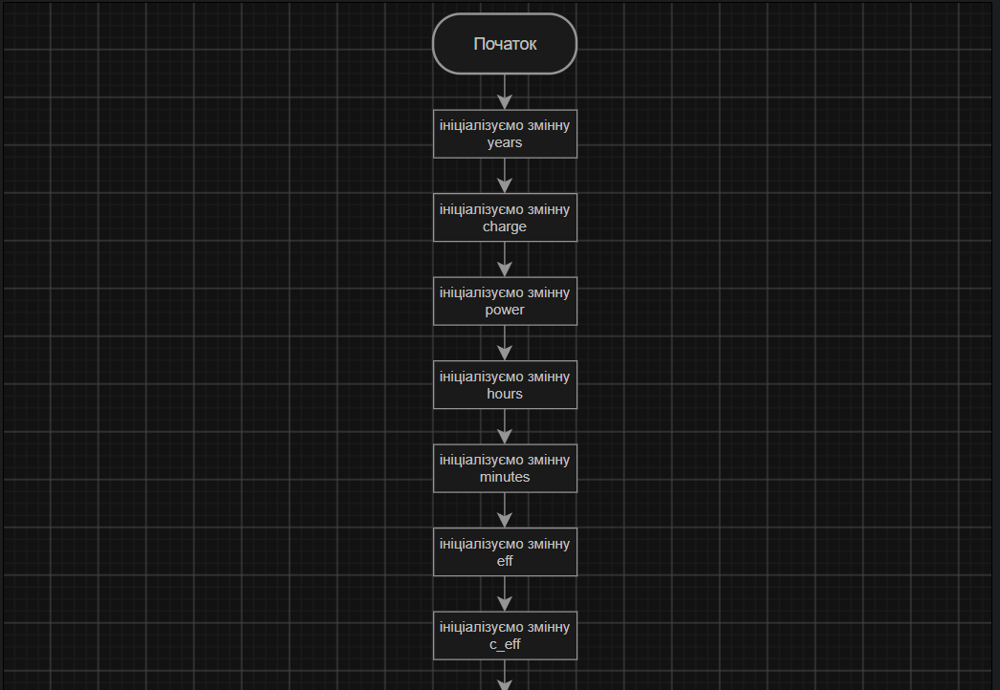 Початок
ініціалізуємо змінну
years
ініціалізуємо змінну
charge
ініціалізуємо змінну
power
ініціалізуємо змінну
hours
ініціалізуємо змінну
minutes
ініціалізуємо змінну
eff
ініціалізуємо змінну
c_eff